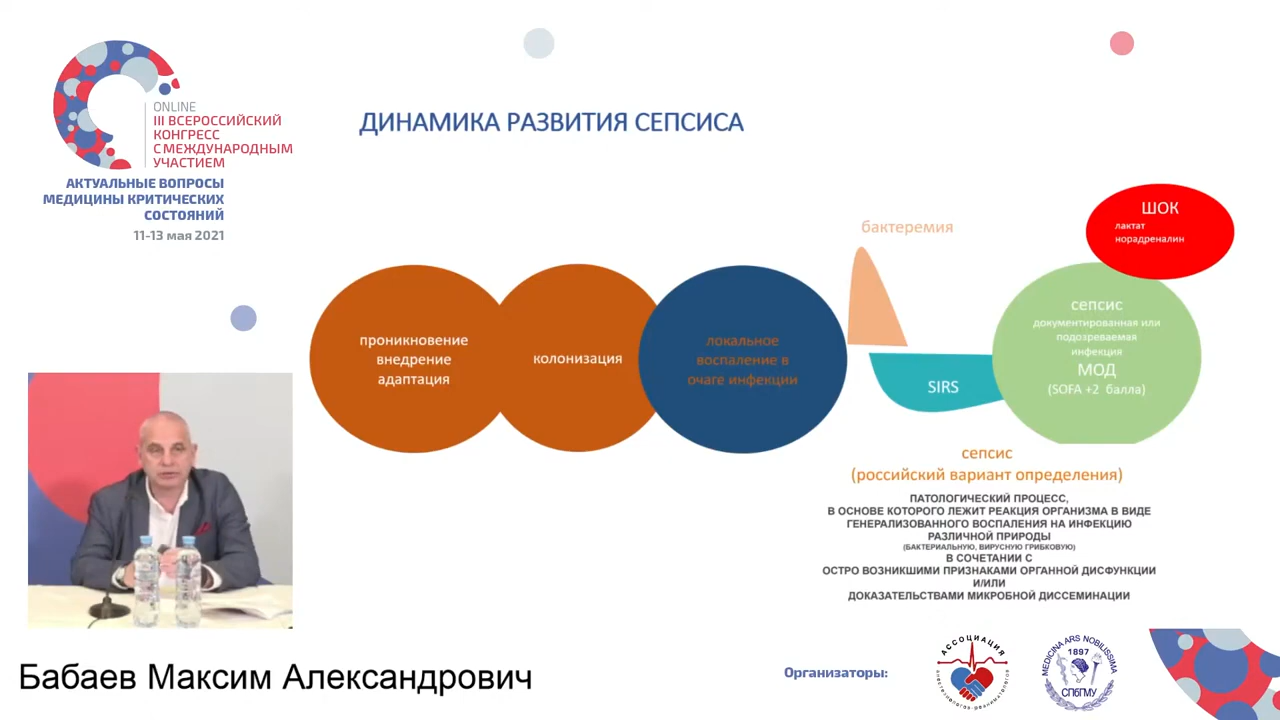 ONLINE
III ВСЕРОССИЙСКИЙ
КОНГРЕСС
С МЕЖДУНАРОДНЫМ
УЧАСТИЕМ
АКТУАЛЬНЫЕ ВОПРОСЫ
МЕДИЦИНЫ КРИТИЧЕСКИХ
СОСТОЯНИЙ
11-13 мая 2021
ДИНАМИКА РАЗВИТИЯ СЕПСИСА
проникновение
внедрение
адаптация
колонизация
локальное
воспаление в
очаге инфекции
бактеремия
SIRS
ШОК
лактат
норадреналин
сепсис
документированная или
подозреваемая
инфекция
МОД
(SOFA +2 балла)
сепсис
(российский вариант определения)
ПАТОЛОГИЧЕСКИЙ ПРОЦЕСС,
В ОСНОВЕ КОТОРОГО ЛЕЖИТ РЕАКЦИЯ ОРГАНИЗМА В ВИДЕ
ГЕНЕРАЛИЗОВАННОГО ВОСПАЛЕНИЯ НА ИНФЕКЦИЮ
РАЗЛИЧНОЙ ПРИРОДЫ
(БАКТЕРИАЛЬНУЮ, ВИРУСНУЮ ГРИБКОВУЮ)
В СОЧЕТАНИИ С
ОСТРО ВОЗНИКШИМИ ПРИЗНАКАМИ ОРГАННОЙ ДИСФУНКЦИИ
И/ИЛИ
ДОКАЗАТЕЛЬСТВАМИ МИКРОБНОЙ ДИССЕМИНАЦИИ
Бабаев Максим Александрович
Организаторы:
АССОЦИАЦИЯ
анестезиологов-реаниматологов
MEDICINA ARS NOBILISSIMA
1897
СПбГМУ